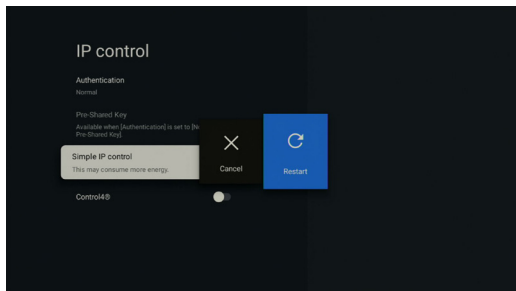 IP control
Authentication
Normal
Pre-Shared Key
Available when [Authentication] is set to [No
Pre-Shared Key].
Simple IP control
This may consume more energy.
Cancel
Restart
Control4®